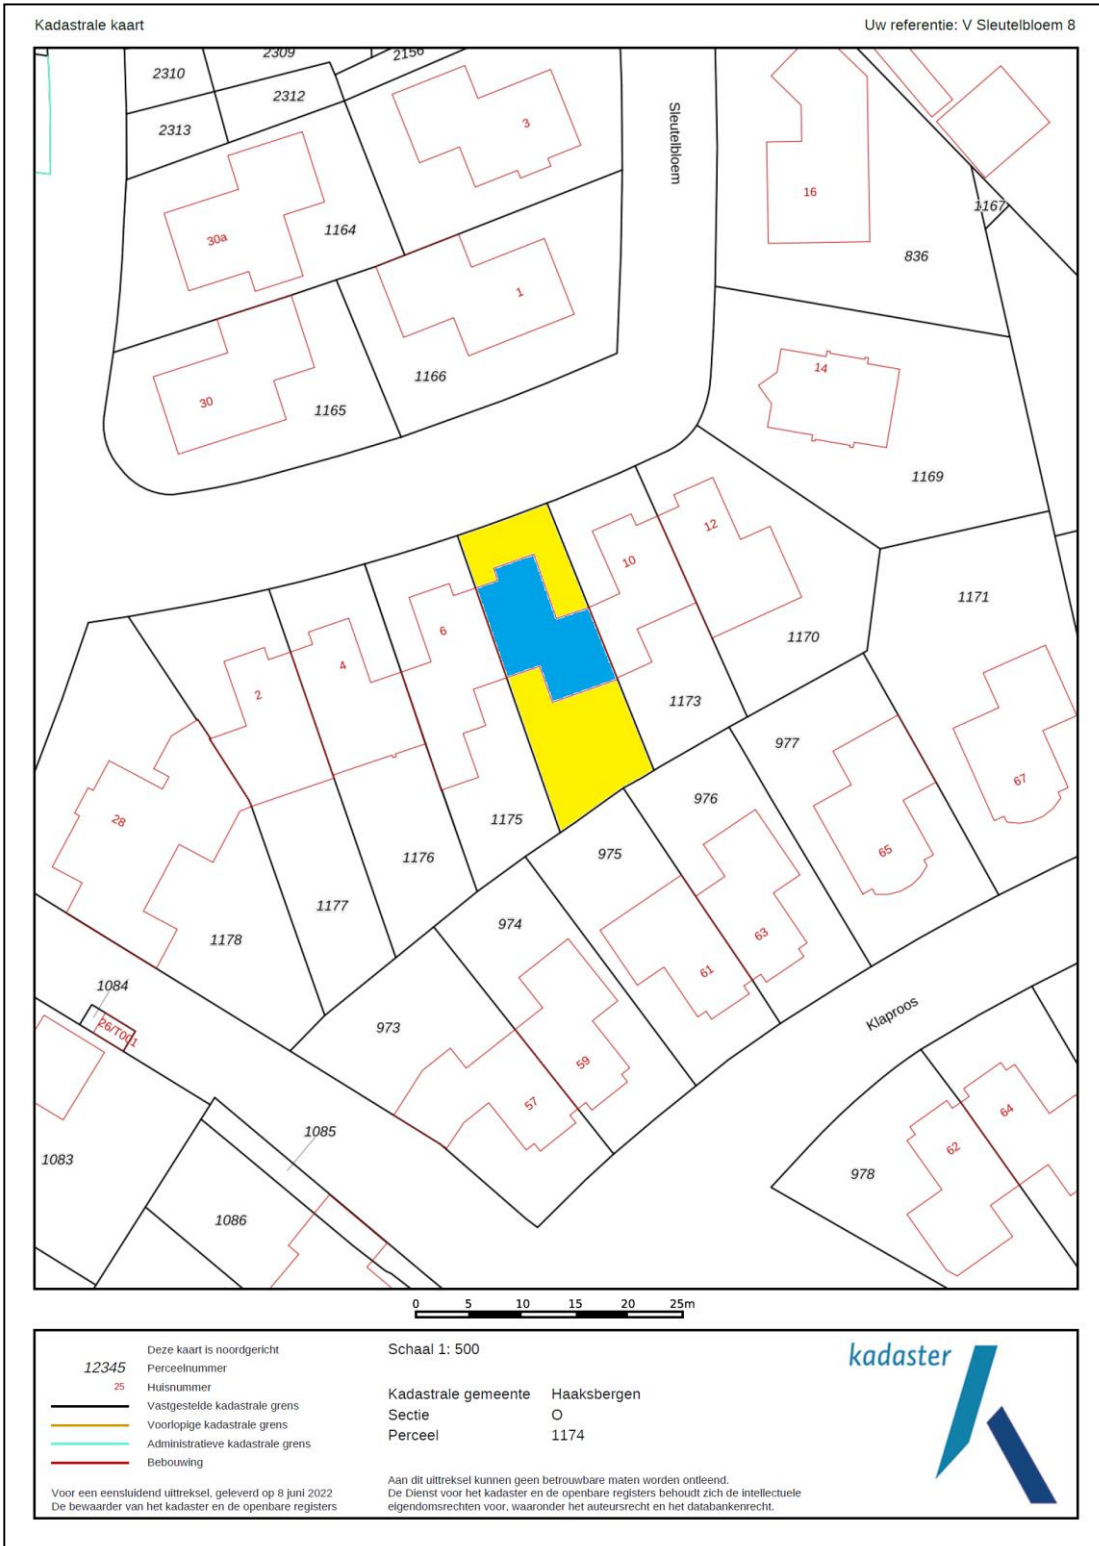 Kadastrale kaart
Uw referentie: V Sleutelbloem 8
2310
2309
2156
2312
2313
3
Sleutelbloem
16
1167
30a
1164
836
1
14
1166
30
1165
1169
12
10
1171
6
4
1170
2
1173
977
67
976
28
1175
65
975
1176
1177
974
63
1178
61
1084
26/T001
973
Klaproos
59
57
64
1085
62
1083
978
1086
0 5 10 15 20 25m
Deze kaart is noordgericht
12345 Perceelnummer
25 Huisnummer
Vastgestelde kadastrale grens
Voorlopige kadastrale grens
Administratieve kadastrale grens
Bebouwing
Voor een eensluidend uittreksel, geleverd op 8 juni 2022
De bewaarder van het kadaster en de openbare registers
Schaal 1: 500
Kadastrale gemeente Haaksbergen
Sectie O
Perceel 1174
Aan dit uittreksel kunnen geen betrouwbare maten worden ontleend.
De Dienst voor het kadaster en de openbare registers behoudt zich de intellectuele
eigendomsrechten voor, waaronder het auteursrecht en het databankenrecht.
kadaster